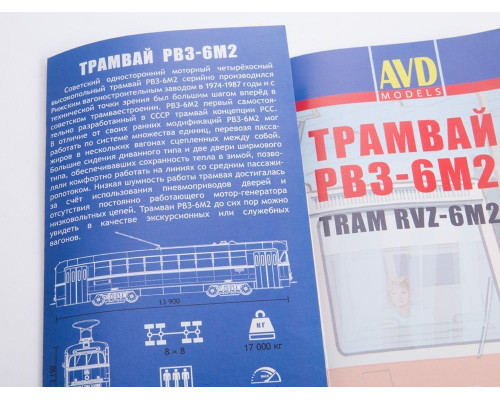 ТРАМВАЙ РВЗ-6М2
Советский односторонний моторный четырёхосный
высокопольный трамвай РВЗ-6М2 серийно производился
Рижским вагоностроительным заводом в 1974-1987 годы и с
технической точки зрения был большим шагом вперёд в
советском трамваестроении. РВЗ-6М2 первый самостоя-
тельно разработанный в СССР трамвай концепции РСС.
В отличие от своих ранних модификаций РВЗ-6М2 мог
работать по системе множества единиц, перевозя пасса-
жиров в нескольких вагонах сцепленных между собой.
Большие сидения диванного типа и две двери ширмового
типа, обеспечивавших сохранность тепла в зимой, позво-
ляли комфортно работать на линиях со средним пассажи-
ропотоком. Низкая шумность работы трамвая достигалась
за счёт использования пневмоприводов дверей и
отсутствия постоянно работающего мотор-генератора
низковольтных цепей. Трамваи РВЗ-6М2 до сих пор можно
увидеть в качестве экскурсионных или служебных
вагонов.
13 900
8 × 8
КГ
17 000 кг
3 150
AVD
MODELS
ТРАМВАЙ
РВЗ-6М2
TRAM RVZ-6M2